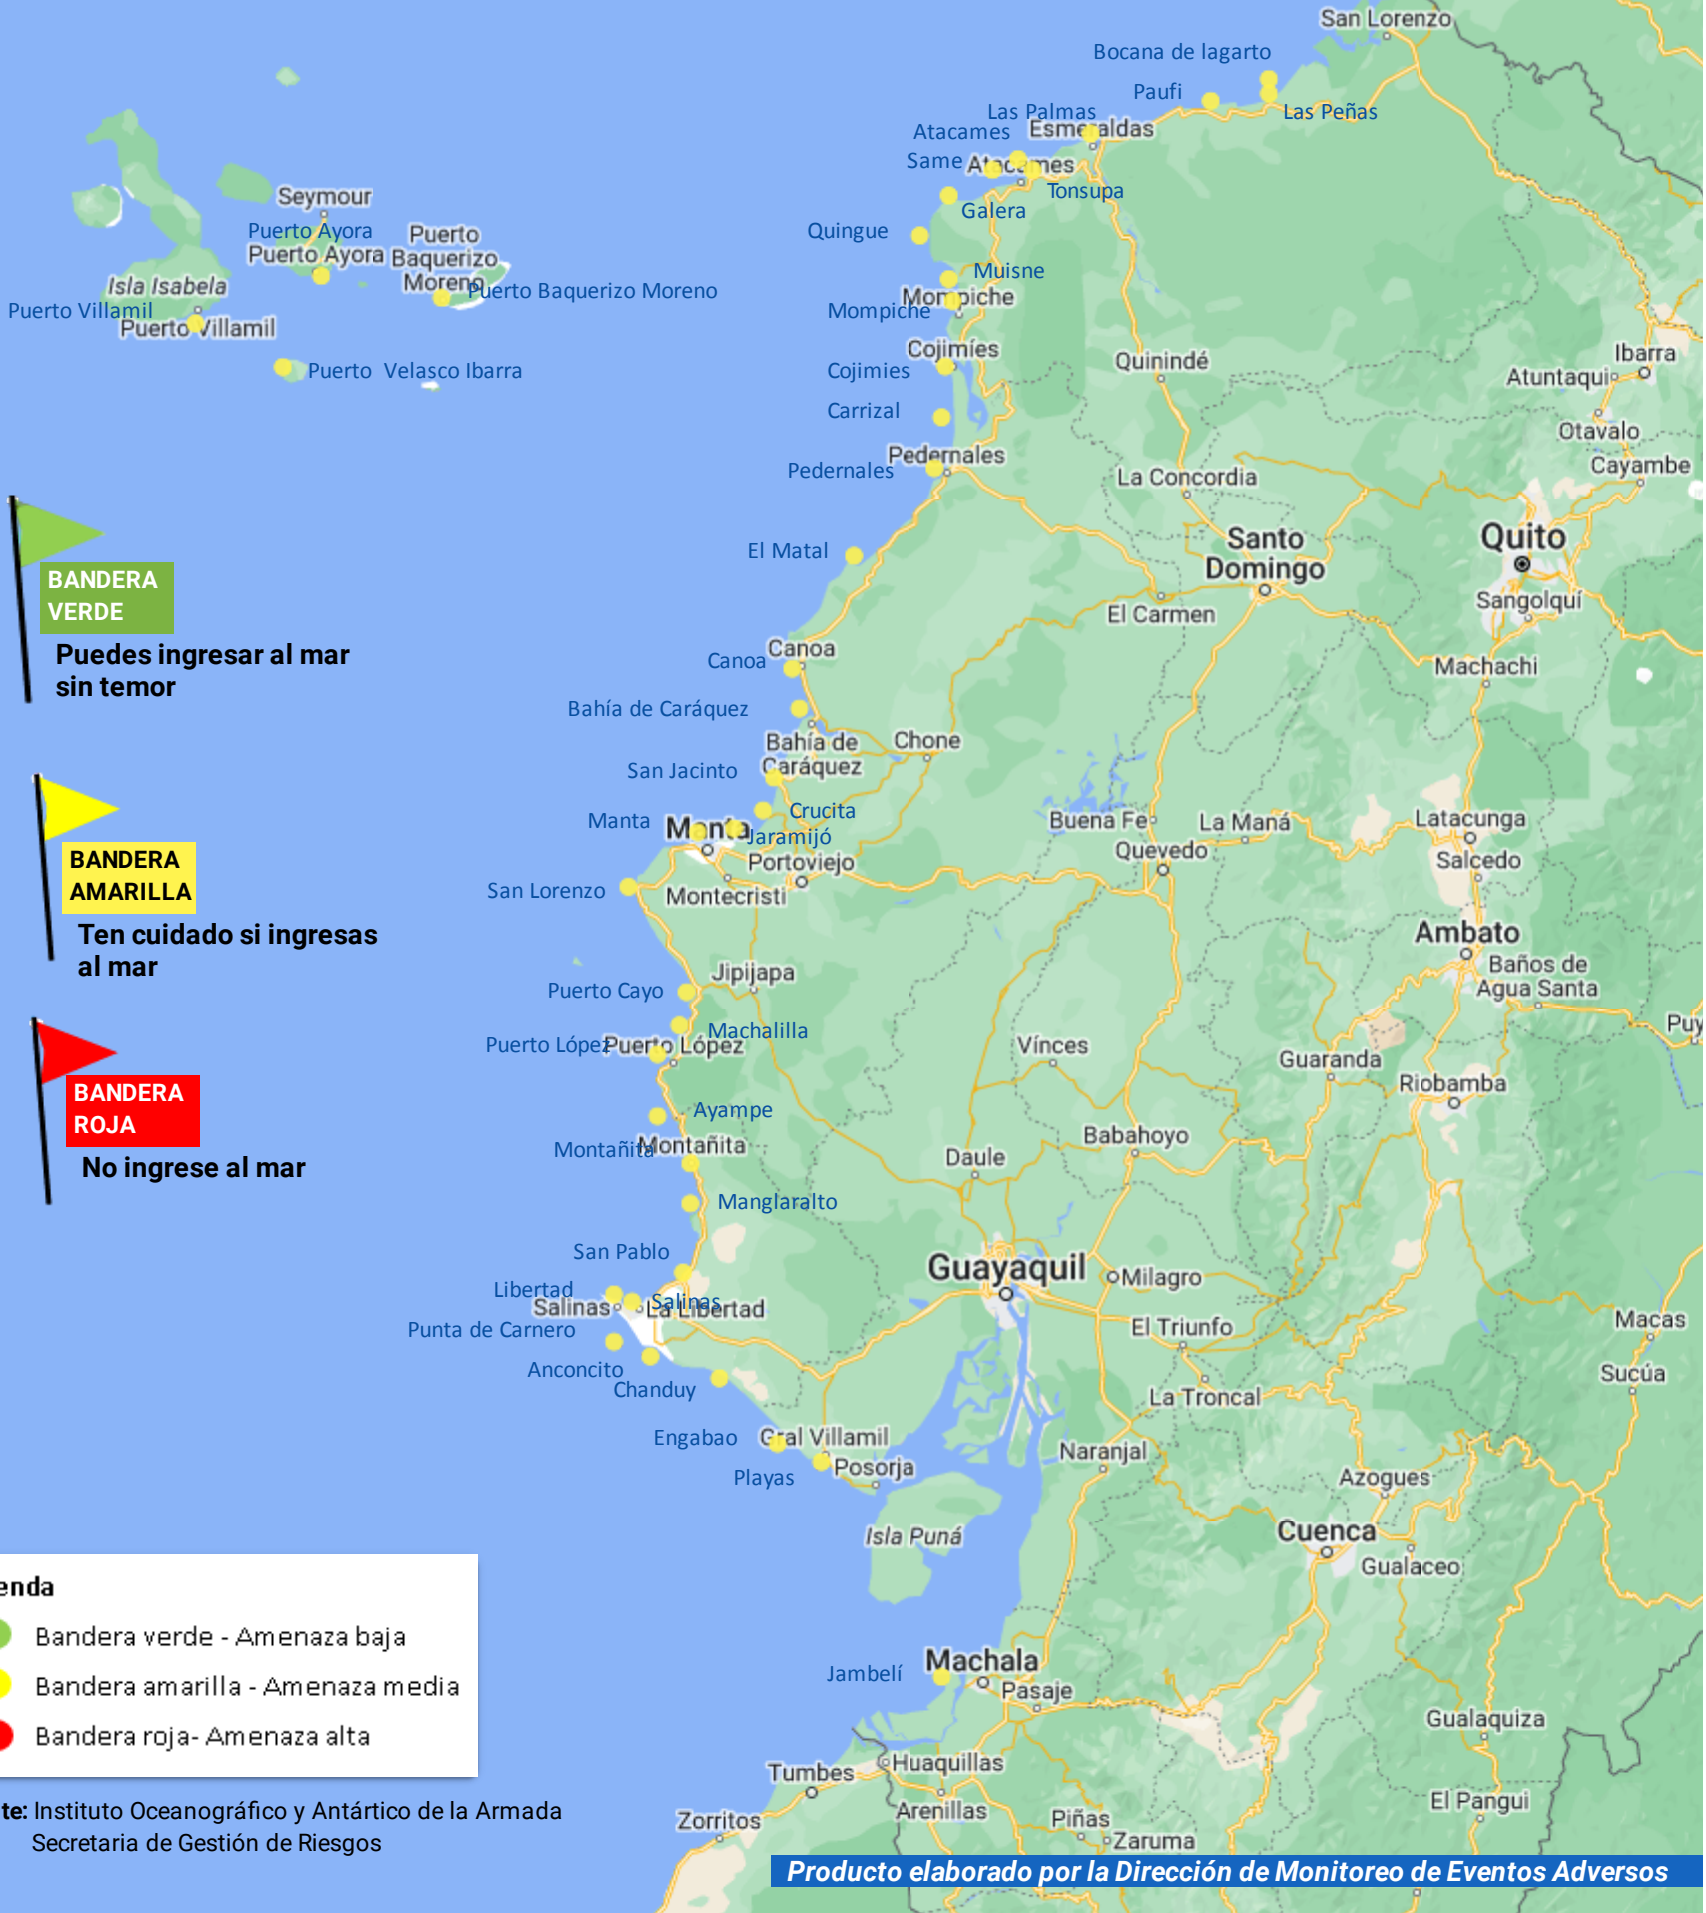 San Lorenzo
Bocana de lagarto
Paufi
Las Peñas
Las Palmas
Esmeraldas
Atacames
Same
Atacames
Tonsupa
Galera
Quingue
Muisne
Mompiche
Mompiche
Cojimíes
Cojimies
Carrizal
Pedernales
Pedernales
El Matal
Canoa
Canoa
Bahía de Caráquez
Bahía de
Caráquez
Chone
San Jacinto
Crucita
Manta
Manta
Jaramijó
Portoviejo
Montecristi
San Lorenzo
Jipijapa
Puerto Cayo
Machalilla
Puerto López
Puerto López
Ayampe
Montañita
Montañita
Manglaralto
San Pablo
Libertad
Salinas
Salinas
La Libertad
Punta de Carnero
Anconcito
Chanduy
Engabao
Gral Villamil
Playas
Posorja
Isla Puná
Jambelí
Machala
Pasaje
Huaquillas
Tumbes
Arenillas
Zorritos
Piñas
Zaruma
Seymour
Puerto Ayora
Puerto Ayora
Puerto
Baquerizo
Moreno
Puerto Baquerizo Moreno
Isla Isabela
Puerto Villamil
Puerto Villamil
Puerto Velasco Ibarra
Quinindé
Ibarra
Atuntaqui
Otavalo
Cayambe
La Concordia
Santo
Domingo
Quito
Sangolquí
El Carmen
Machachi
Buena Fe
La Maná
Quevedo
Latacunga
Salcedo
Ambato
Baños de
Agua Santa
Puy
Vínces
Guaranda
Riobamba
Babahoyo
Daule
Guayaquil
Milagro
El Triunfo
Macas
Sucúa
La Troncal
Naranjal
Azogues
Cuenca
Gualaceo
Gualaquiza
El Pangui
BANDERA
VERDE
Puedes ingresar al mar
sin temor
BANDERA
AMARILLA
Ten cuidado si ingresas
al mar
BANDERA
ROJA
No ingrese al mar
enda
Bandera verde - Amenaza baja
Bandera amarilla - Amenaza media
Bandera roja- Amenaza alta
te: Instituto Oceanográfico y Antártico de la Armada
Secretaria de Gestión de Riesgos
Producto elaborado por la Dirección de Monitoreo de Eventos Adversos